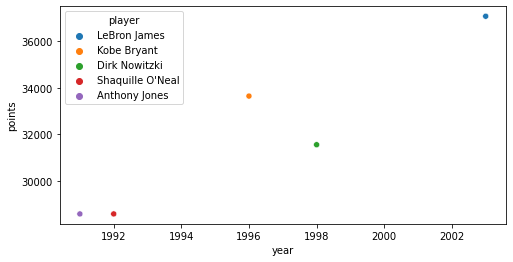 player
LeBron James
Kobe Bryant
Dirk Nowitzki
Shaquille O'Neal
Anthony Jones
36000
34000
32000
30000
points
1992 1994 1996 1998 2000 2002
year